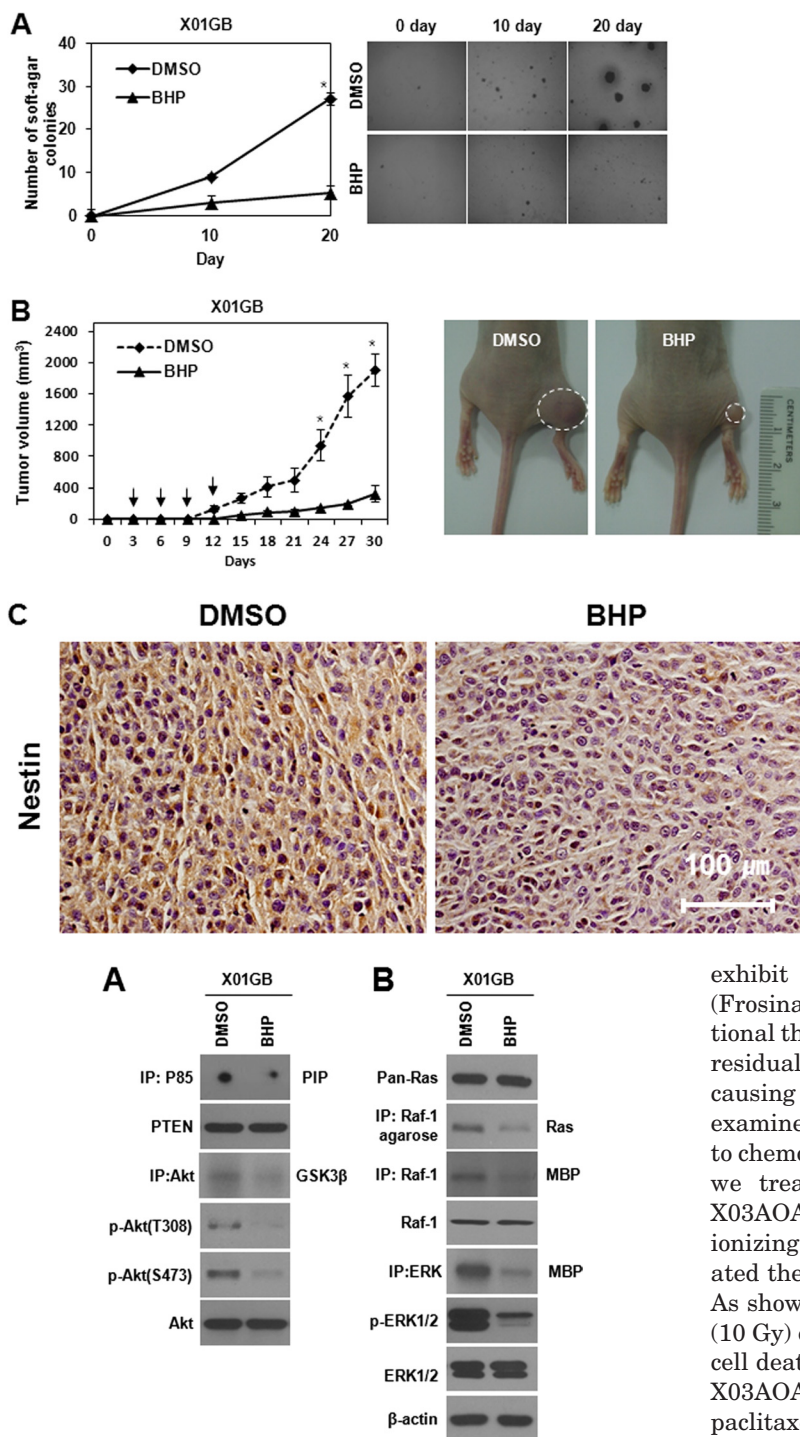 A
X01GB
Number of soft-agar
colonies
40
30
20
10
0
DMSO
BHP
*
0
10
20
Day
0 day
10 day
20 day
DMSO
BHP
B
X01GB
Tumor volume (mm³)
2400
2000
1600
1200
800
400
0
DMSO
BHP
*
*
*
0 3 6 9 12 15 18 21 24 27 30
Days
DMSO
BHP
CENTIMETERS
1
2
3
C
DMSO
BHP
Nestin
100 µm
A
X01GB
DMSO
BHP
IP: P85
PIP
PTEN
IP:Akt
GSK3β
p-Akt(T308)
p-Akt(S473)
Akt
B
X01GB
DMSO
BHP
Pan-Ras
IP: Raf-1
agarose
Ras
IP: Raf-1
MBP
Raf-1
IP:ERK
MBP
p-ERK1/2
ERK1/2
β-actin
exhibit
(Frosina
tional th
residual
causing
examine
to chemo
we trea
X03AOA
ionizing
ated the
As show
(10 Gy)
cell deat
X03AOA
paclitax